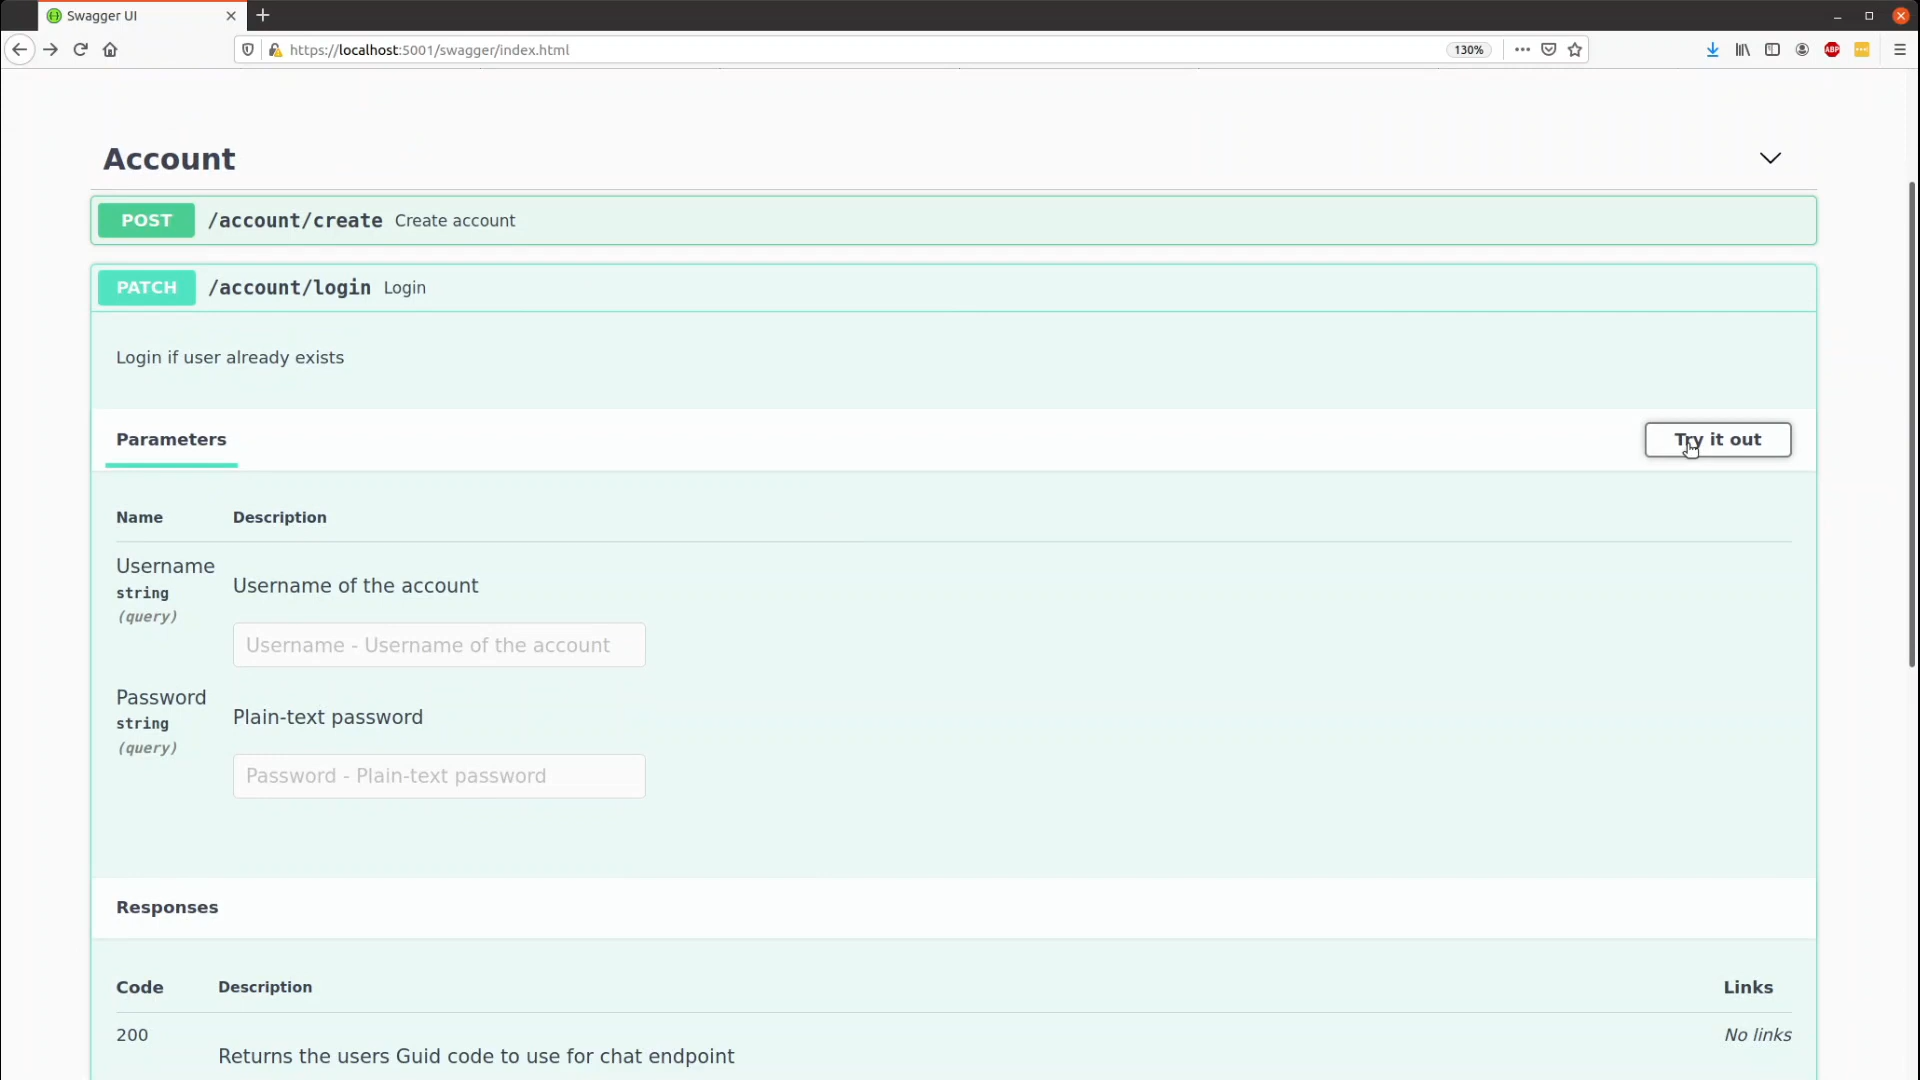 Swagger UI
https://localhost:5001/swagger/index.html
130%
ABP
Account
POST /account/create Create account
PATCH /account/login Login
Login if user already exists
Parameters
Try it out
Name Description
Username
string
(query)
Username of the account
Username - Username of the account
Password
string
(query)
Plain-text password
Password - Plain-text password
Responses
Code Description Links
200 No links
Returns the users Guid code to use for chat endpoint